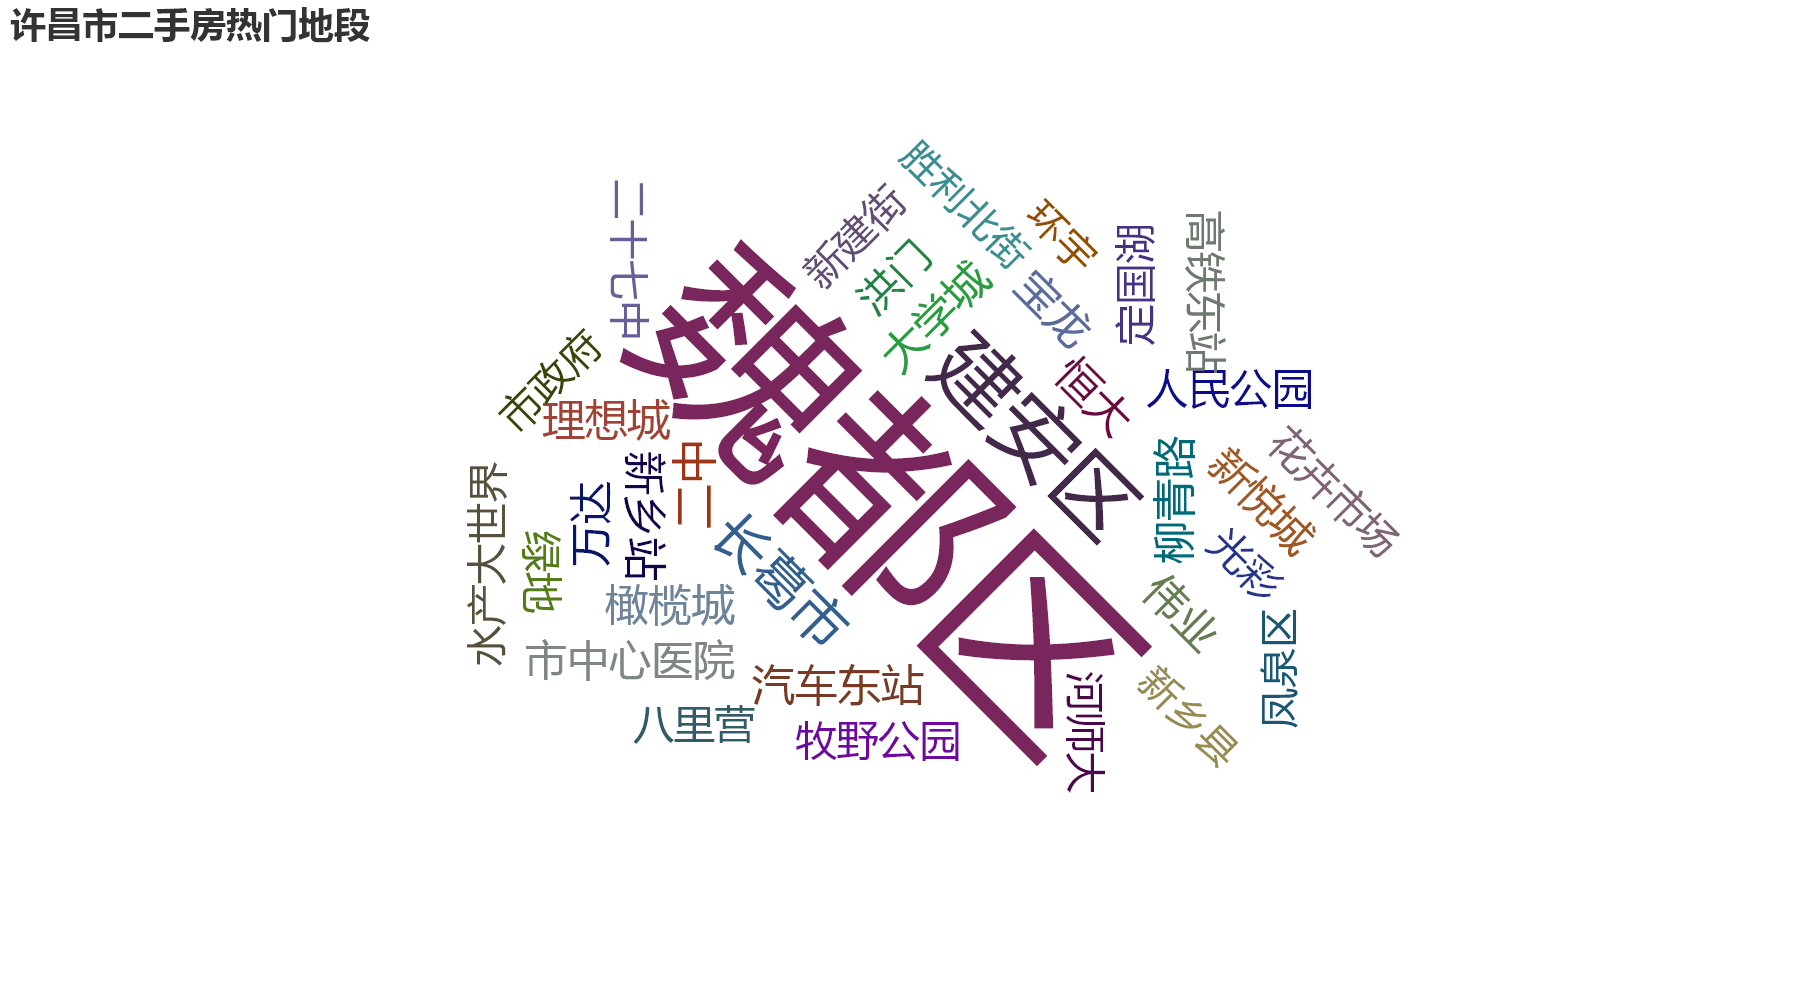 许昌市二手房热门地段
胜利北街
二十七中
新建街
环宇
定国湖
高铁东站
洪门
大学城
宝龙
魏都区
建安区
市政府
理想城
恒大
人民公园
二中
新乡站
万达
水产大世界
绿地
柳青路
新悦城
花卉市场
长葛市
光彩
橄榄城
伟业
市中心医院
凤泉区
汽车东站
新乡县
河师大
八里营
牧野公园